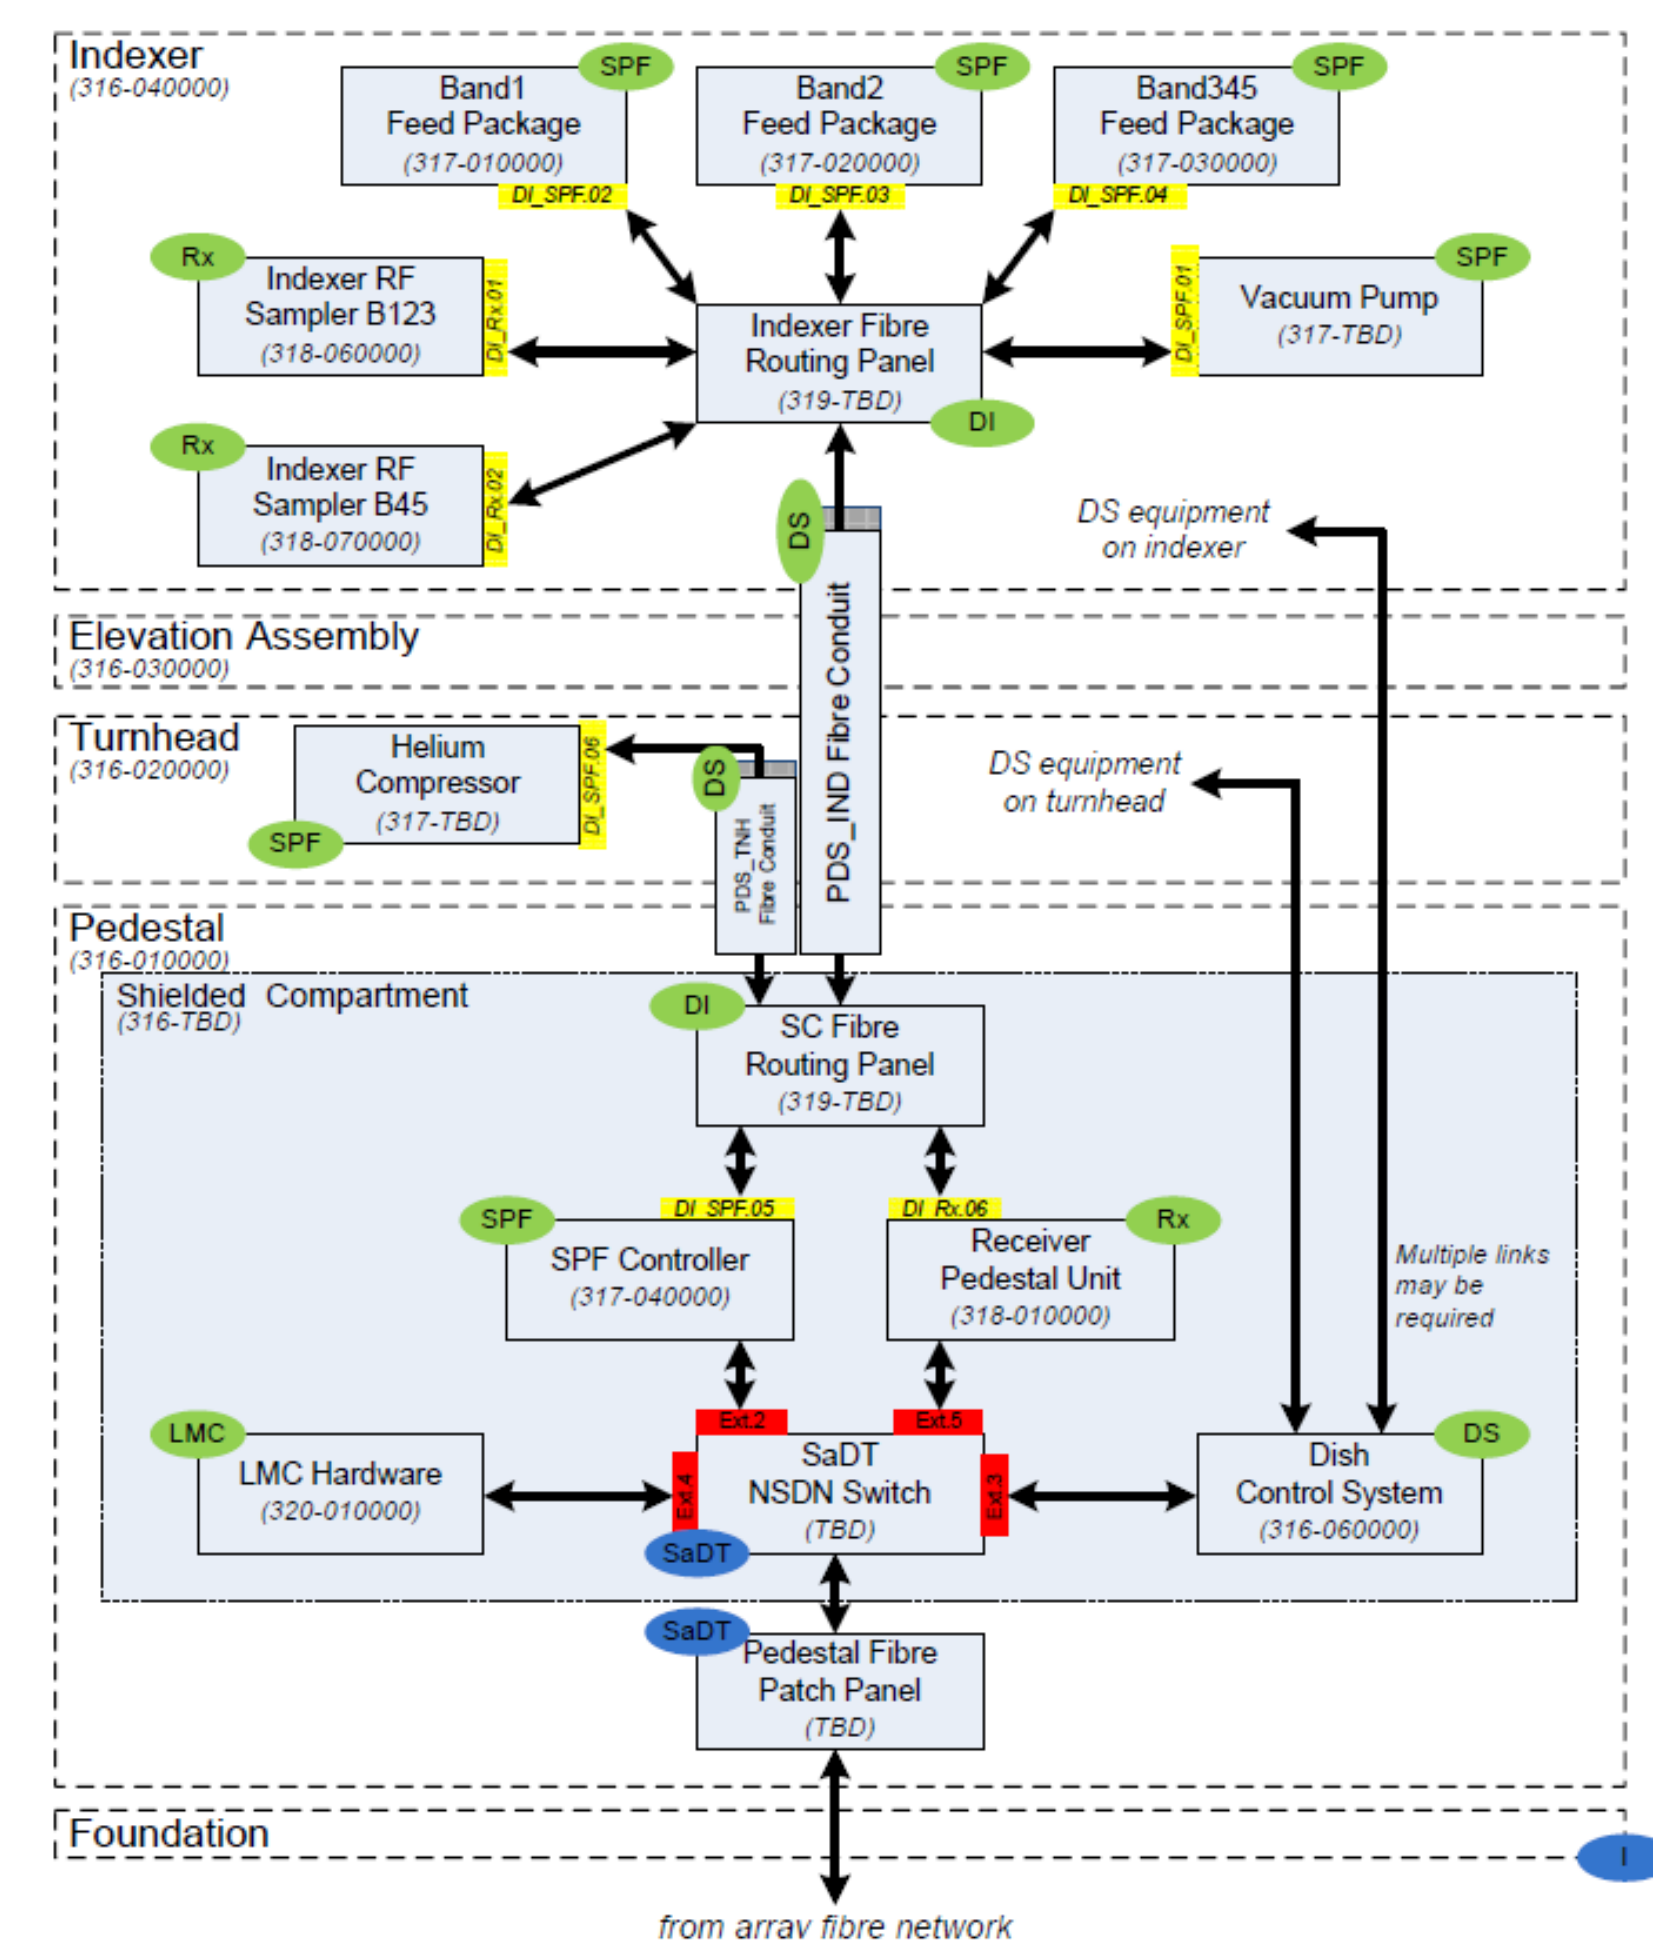 Indexer
(316-040000)
SPF
Band1
Feed Package
(317-010000)
DI_SPF.02
SPF
Band2
Feed Package
(317-020000)
DI_SPF.03
SPF
Band345
Feed Package
(317-030000)
DI_SPF.04
Rx
Indexer RF
Sampler B123
(318-060000)
DI_Rx.01
Indexer Fibre
Routing Panel
(319-TBD)
DI
DI_SPF.01
SPF
Vacuum Pump
(317-TBD)
Rx
Indexer RF
Sampler B45
(318-070000)
DI_Rx.02
DS
PDS_IND Fibre Conduit
DS equipment
on indexer
Elevation Assembly
(316-030000)
Turnhead
(316-020000)
Helium
Compressor
(317-TBD)
SPF
DI_SPF.06
DS
PDS_TNH
Fibre Conduit
DS equipment
on turnhead
Pedestal
(316-010000)
Shielded Compartment
(316-TBD)
DI
SC Fibre
Routing Panel
(319-TBD)
DI_SPF.05
SPF
SPF Controller
(317-040000)
DI_Rx.06
Rx
Receiver
Pedestal Unit
(318-010000)
Multiple links
may be
required
LMC
LMC Hardware
(320-010000)
Ext.2
Ext.5
Ext.4
Ext.3
SaDT
NSDN Switch
(TBD)
SaDT
DS
Dish
Control System
(316-060000)
SaDT
Pedestal Fibre
Patch Panel
(TBD)
Foundation
I
from array fibre network